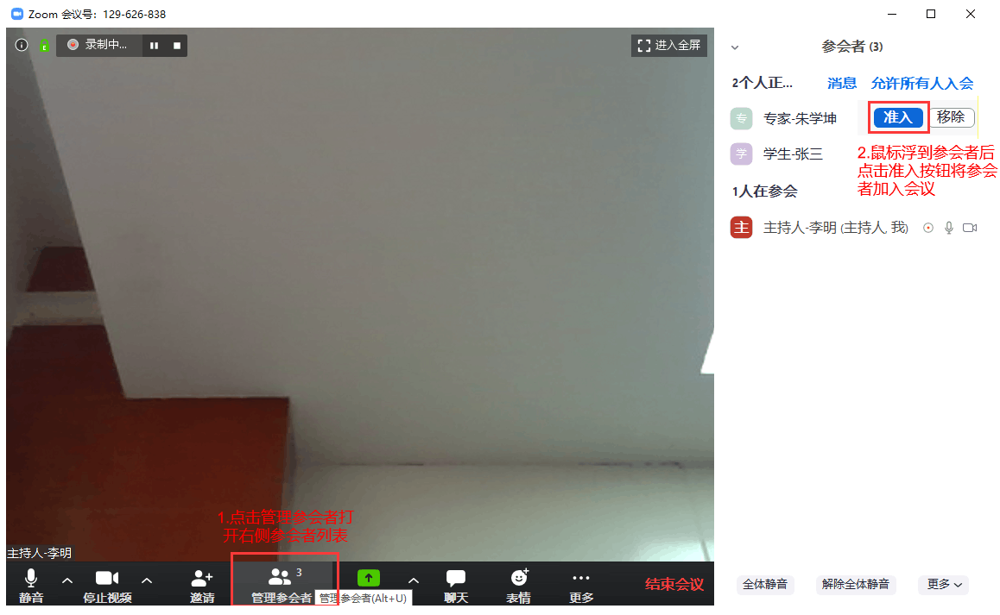 Zoom 会议号：129-626-838
录制中...
进入全屏
参会者 (3)
2个人正... 消息 允许所有人入会
专 专家-朱学坤 准入 移除
学 学生-张三
2.鼠标浮到参会者后
点击准入按钮将参会
者加入会议
1人在参会
主 主持人-李明 (主持人, 我)
1.点击管理参会者打
开右侧参会者列表
主持人-李明
3
静音 停止视频 邀请 管理参会者 管理参会者(Alt+U) 聊天 表情 更多 结束会议
全体静音 解除全体静音 更多